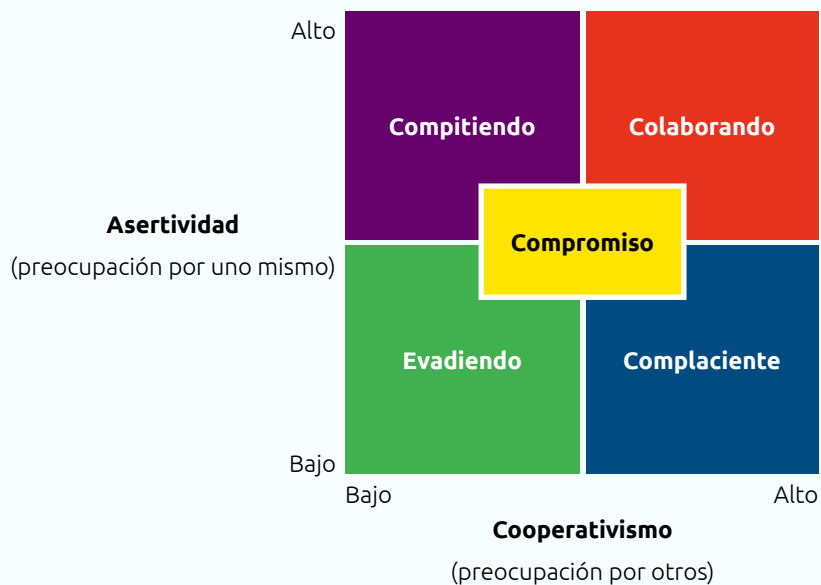 Alto
Compitiendo
Colaborando
Asertividad
(preocupación por uno mismo)
Compromiso
Evadiendo
Complaciente
Bajo
Bajo
Alto
Cooperativismo
(preocupación por otros)